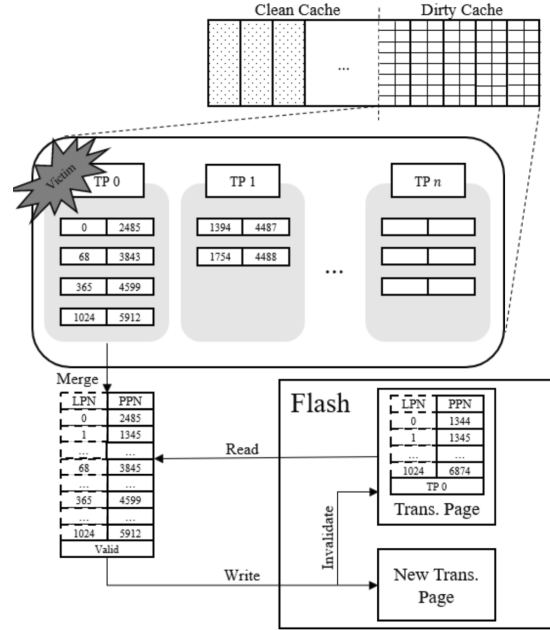 Clean Cache Dirty Cache
...
Victim
TP 0 TP 1 TP n
0 2485 1394 4487
68 3843 1754 4488
...
365 4599
1024 5912
Merge
LPN PPN
0 2485
1 1345
... ...
68 3845
... ...
365 4599
... ...
1024 5912
Valid
Flash
LPN PPN
0 1344
1 1345
... ...
1024 6874
TP 0
Trans. Page
Read
Invalidate
Write
New Trans.
Page